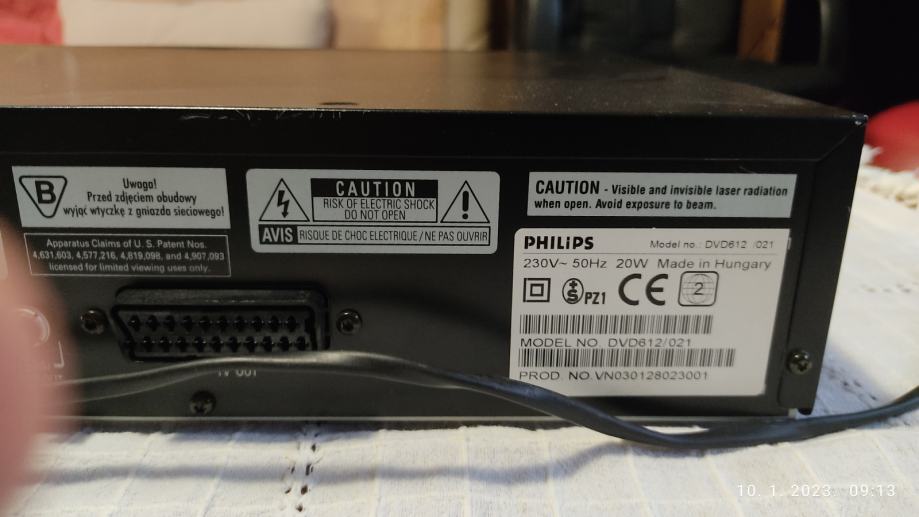 B
Uwaga!
Przed zdjęciem obudowy
wyjąć wtyczkę z gniazda sieciowego!
Apparatus Claims of U. S. Patent Nos.
4,631,603, 4,577,216, 4,819,098, and 4,907,093
licensed for limited viewing uses only.
CAUTION
RISK OF ELECTRIC SHOCK
DO NOT OPEN
AVIS RISQUE DE CHOC ELECTRIQUE / NE PAS OUVRIR
CAUTION - Visible and invisible laser radiation
when open. Avoid exposure to beam.
PHILIPS Model no.: DVD612 /021
230V~ 50Hz 20W Made in Hungary
S PZ1 CE 2
MODEL NO. DVD612/021
PROD. NO. VN030128023001
TV OUT
10. 1. 2023. 09:13